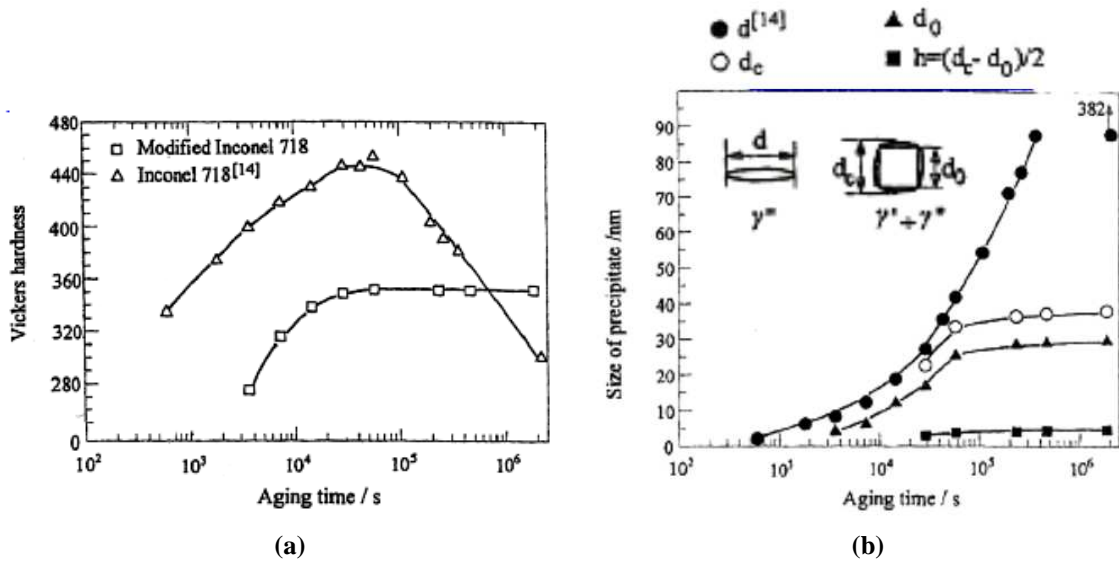 ● d[14] ▲ d₀
○ dc ■ h=(dc- d₀)/2
480
440
400
360
320
280
0
Vickers hardness
□ Modified Inconel 718
△ Inconel 718[14]
10² 10³ 10⁴ 10⁵ 10⁶
Aging time / s
(a)
382
90
80
70
60
50
40
30
20
10
0
Size of precipitate /nm
d
dc d₀
γ" γ'+γ"
10² 10³ 10⁴ 10⁵ 10⁶
Aging time / s
(b)